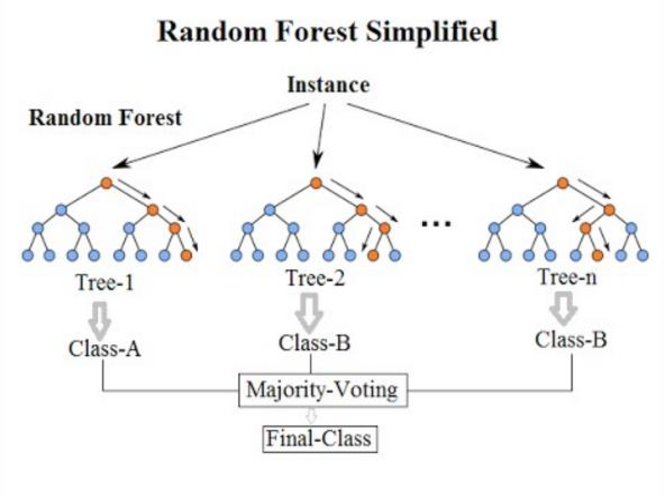 Random Forest Simplified
Instance
Random Forest
...
Tree-1
Tree-2
Tree-n
Class-A
Class-B
Class-B
Majority-Voting
Final-Class